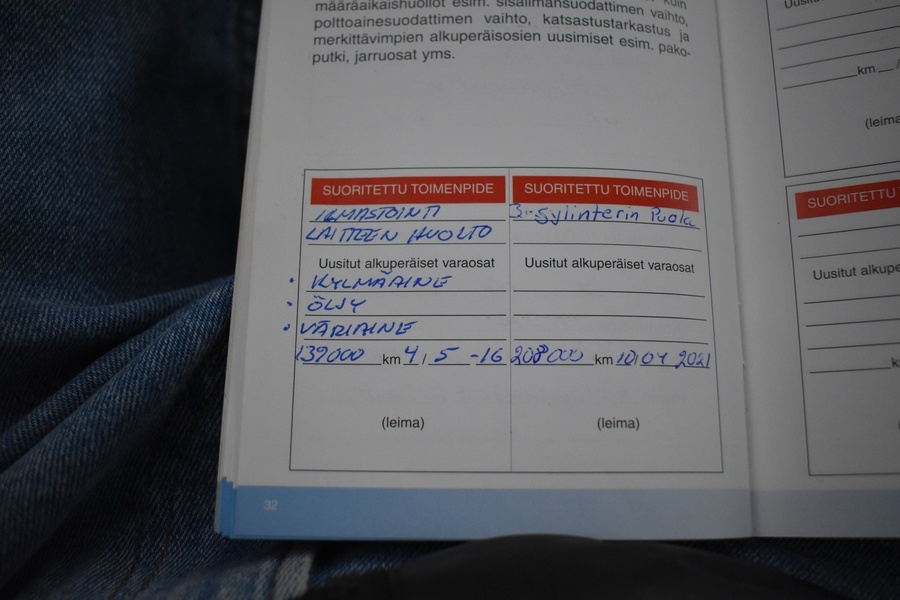 määräaikaishuollot esim. sisäilmansuodattimen vaihto,
polttoainesuodattimen vaihto, katsastustarkastus ja
merkittävimpien alkuperäisosien uusimiset esim. pako-
putki, jarruosat yms.
SUORITETTU TOIMENPIDE
ILMASTOINTI
LAITTEEN HUOLTO
Uusitut alkuperäiset varaosat
• KYLMÄAINE
• ÖLJY
• VÄRIAINE
139000 km 4 / 5 -16
(leima)
SUORITETTU TOIMENPIDE
3-Sylinterin Puola
Uusitut alkuperäiset varaosat
208000 km 10/04 2021
(leima)
32
km /
(leima
SUORITETTU
Uusitut alkupe